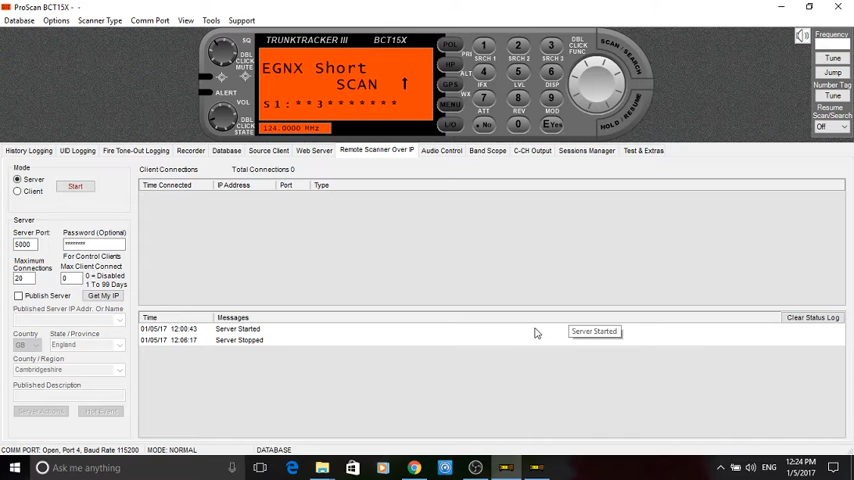 ProScan BCT15X -
Database Options Scanner Type Comm Port View Tools Support
TRUNKTRACKER III BCT15X
EGNX Short
SCAN ↑
S1:**3*******
124.0000 MHz
SQ
DBL
CLICK
MUTE
ALERT
VOL
DBL
CLICK
STATE
POL
HP
GPS
MENU
L/O
PRI
ALT
WX
1 2 3
SRCH 1 SRCH 2 SRCH 3
4 5 6
IFX LVL DISP
7 8 9
ATT REV MOD
. No 0 E Yes
DBL
CLICK
FUNC
SCAN / SEARCH
HOLD / RESUME
Frequency
Tune
Jump
Number Tag
Tune
Resume
Scan/Search
Off
History Logging UID Logging Fire Tone-Out Logging Recorder Database Source Client Web Server Remote Scanner Over IP Audio Control Band Scope C-CH Output Sessions Manager Test & Extras
Mode
Server
Client
Start
Server
Server Port: Password (Optional)
5000 ********
For Control Clients
Maximum
Connections
Max Client Connect
20 0
0 = Disabled
1 To 99 Days
Publish Server Get My IP
Published Server IP Addr. Or Name
Country State / Province
GB England
County / Region
Cambridgeshire
Published Description
Server Actions Hot Event
Client Connections Total Connections 0
Time Connected IP Address Port Type
Time Messages Clear Status Log
01/05/17 12:00:43 Server Started
01/05/17 12:06:17 Server Stopped
Server Started
COMM PORT: Open, Port 4, Baud Rate 115200 MODE: NORMAL DATABASE
Ask me anything
ENG
12:24 PM
1/5/2017